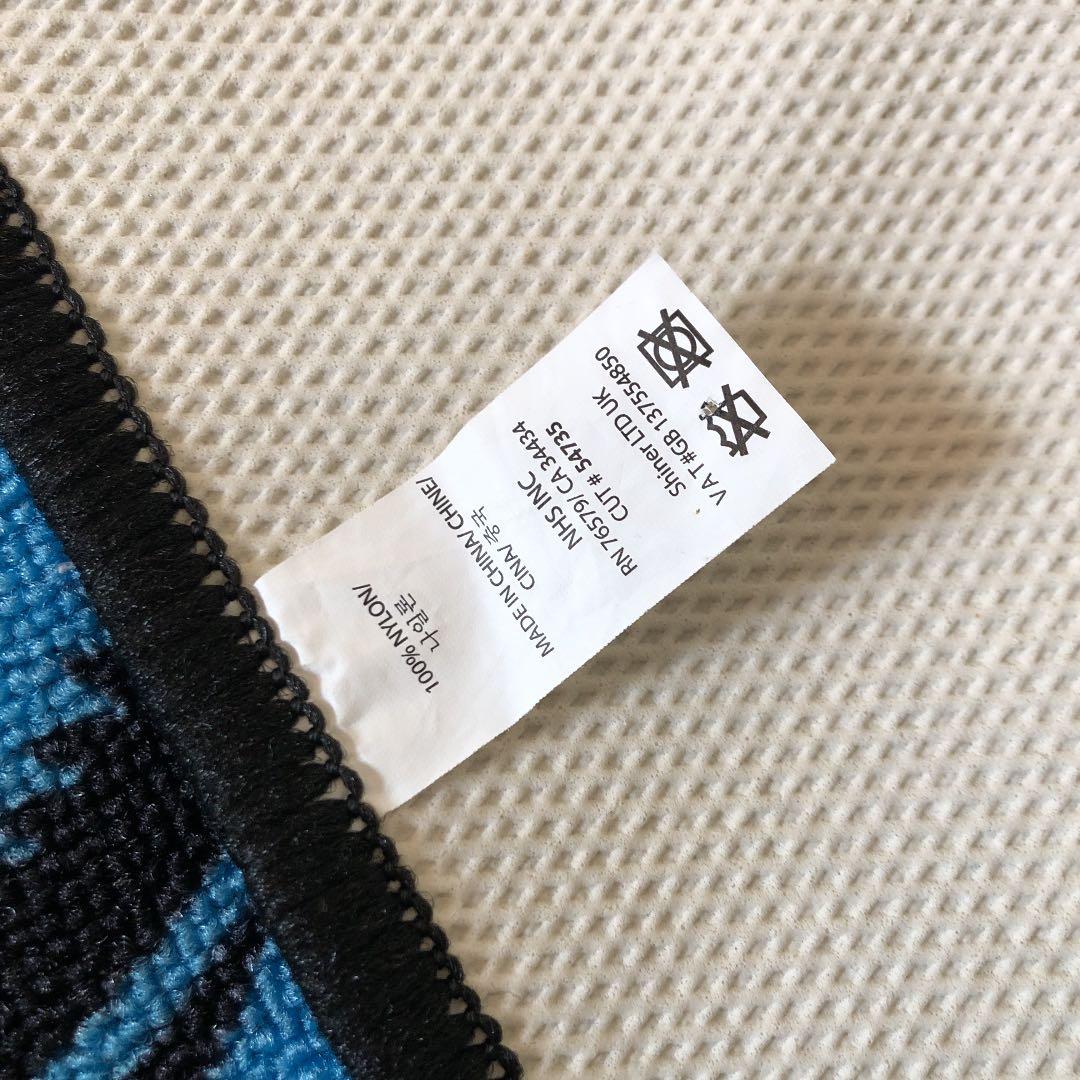 100% NYLON/
나일론
MADE IN CHINA/ CHINE/
CINA/ 중국
NHS INC
RN 76579/CA 34434
CUT # 54735
Shiner LTD UK
VAT #GB 137554850